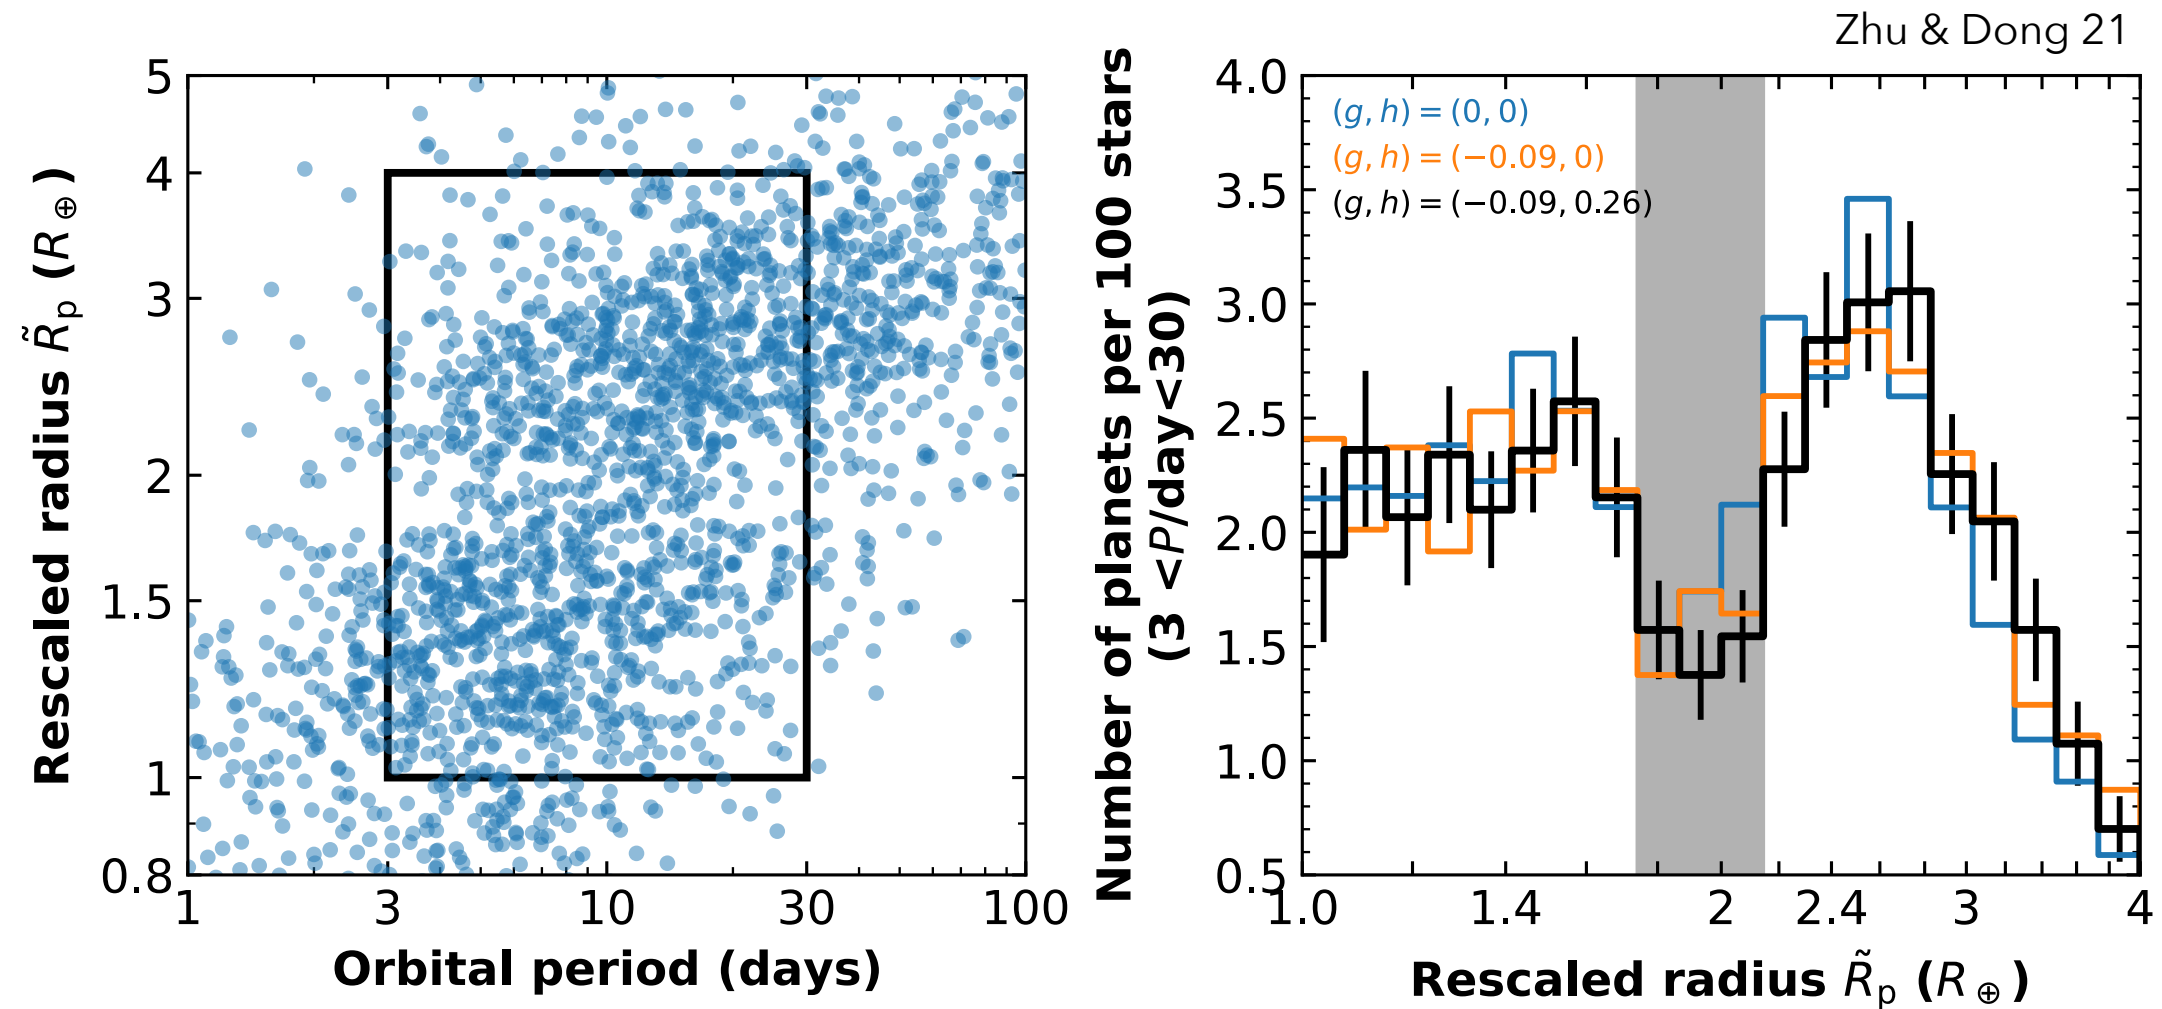 Zhu & Dong 21
Rescaled radius R̃p (R⊕)
5
4
3
2
1.5
1
0.8
1 3 10 30 100
Orbital period (days)
Number of planets per 100 stars
(3 <P/day<30)
4.0
3.5
3.0
2.5
2.0
1.5
1.0
0.5
(g, h) = (0, 0)
(g, h) = (−0.09, 0)
(g, h) = (−0.09, 0.26)
1.0 1.4 2 2.4 3 4
Rescaled radius R̃p (R⊕)